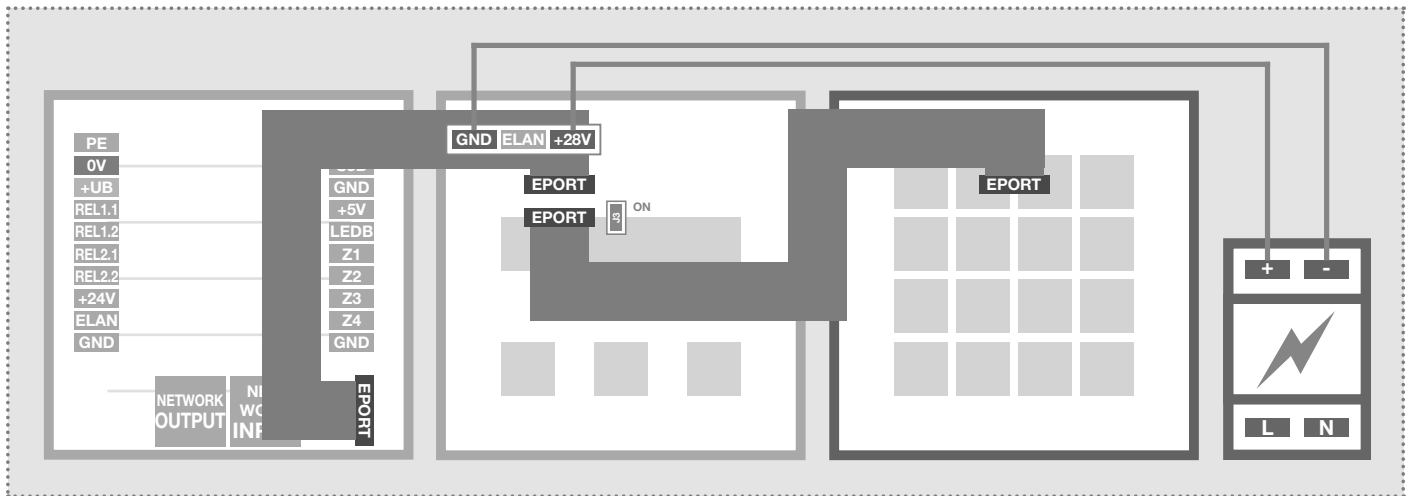 PE
0V
+UB
REL1.1
REL1.2
REL2.1
REL2.2
+24V
ELAN
GND
GND
+5V
LEDB
Z1
Z2
Z3
Z4
GND
NETWORK
OUTPUT
EPORT
GND ELAN +28V
EPORT
EPORT
J3
ON
EPORT
+ -
L N